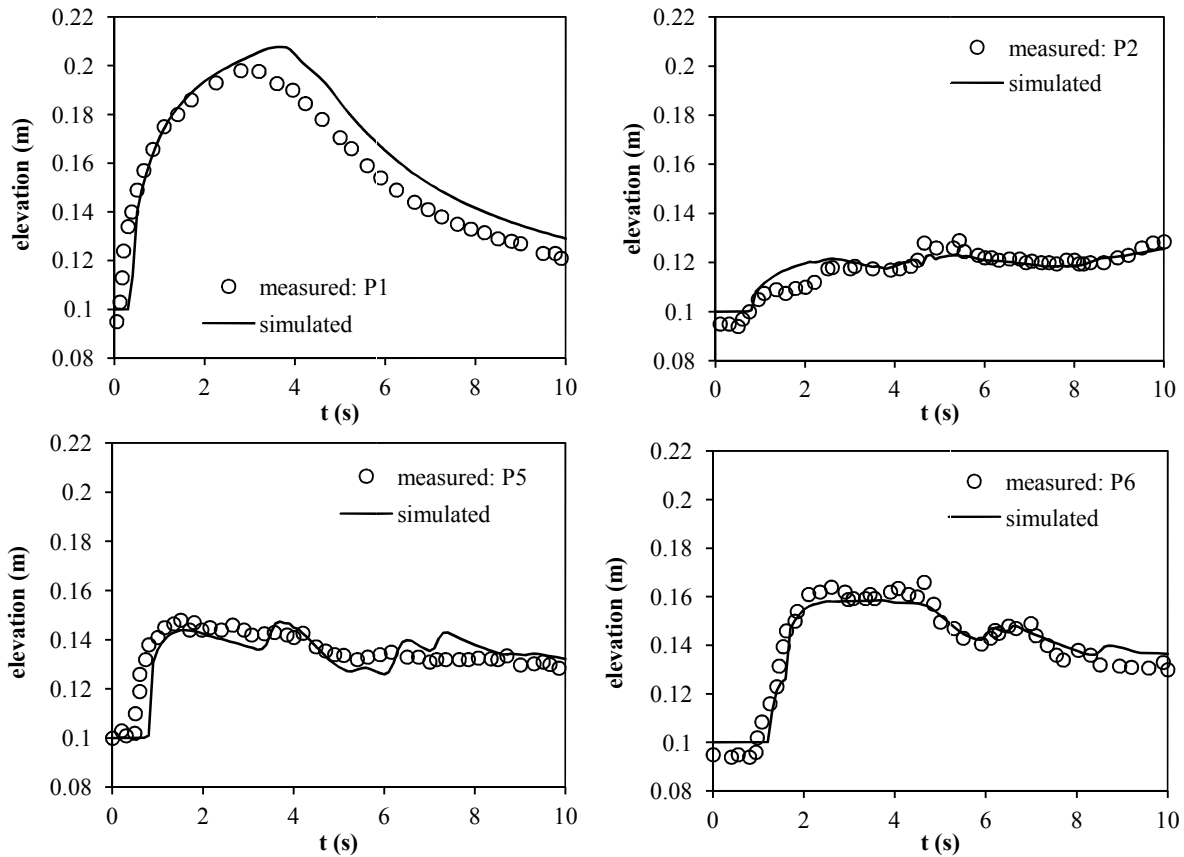 0.22
0.2
0.18
0.16
0.14
0.12
0.1
0.08
elevation (m)
0 2 4 6 8 10
t (s)
measured: P1
simulated
0.22
0.2
0.18
0.16
0.14
0.12
0.1
0.08
elevation (m)
0 2 4 6 8 10
t (s)
measured: P2
simulated
0.22
0.2
0.18
0.16
0.14
0.12
0.1
0.08
elevation (m)
0 2 4 6 8 10
t (s)
measured: P5
simulated
0.22
0.2
0.18
0.16
0.14
0.12
0.1
0.08
elevation (m)
0 2 4 6 8 10
t (s)
measured: P6
simulated